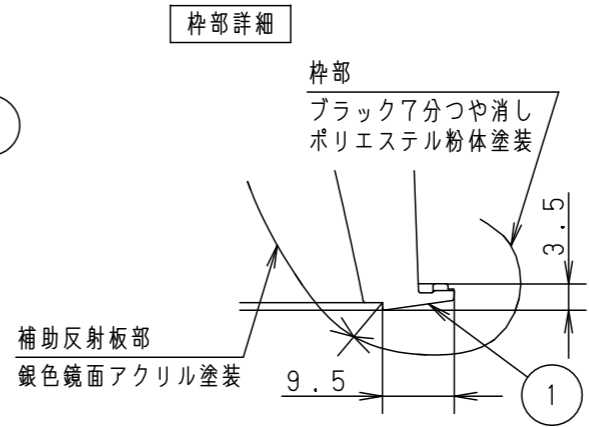 枠部詳細
枠部
ブラック7分つや消し
ポリエステル粉体塗装
3.5
補助反射板部
銀色鏡面アクリル塗装
9.5
1